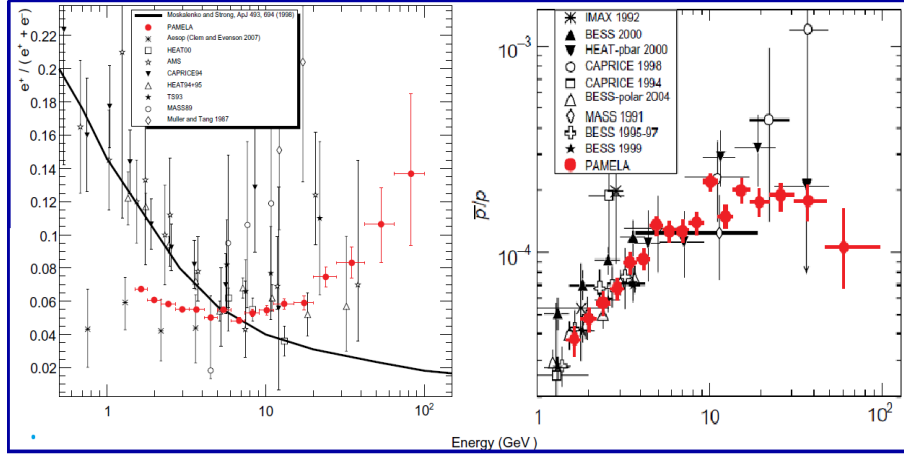 Moskalenko and Strong, ApJ 493, 694 (1998)
PAMELA
Aesop (Clem and Evenson 2007)
HEAT00
AMS
CAPRICE94
HEAT94+95
TS93
MASS89
Muller and Tang 1987
e⁺ / (e⁺ + e⁻)
0.22
0.2
0.18
0.16
0.14
0.12
0.1
0.08
0.06
0.04
0.02
1
10
10²
IMAX 1992
BESS 2000
HEAT-pbar 2000
CAPRICE 1998
CAPRICE 1994
BESS-polar 2004
MASS 1991
BESS 1995-97
BESS 1999
PAMELA
p̅/p
10⁻³
10⁻⁴
1
10
10²
Energy (GeV )